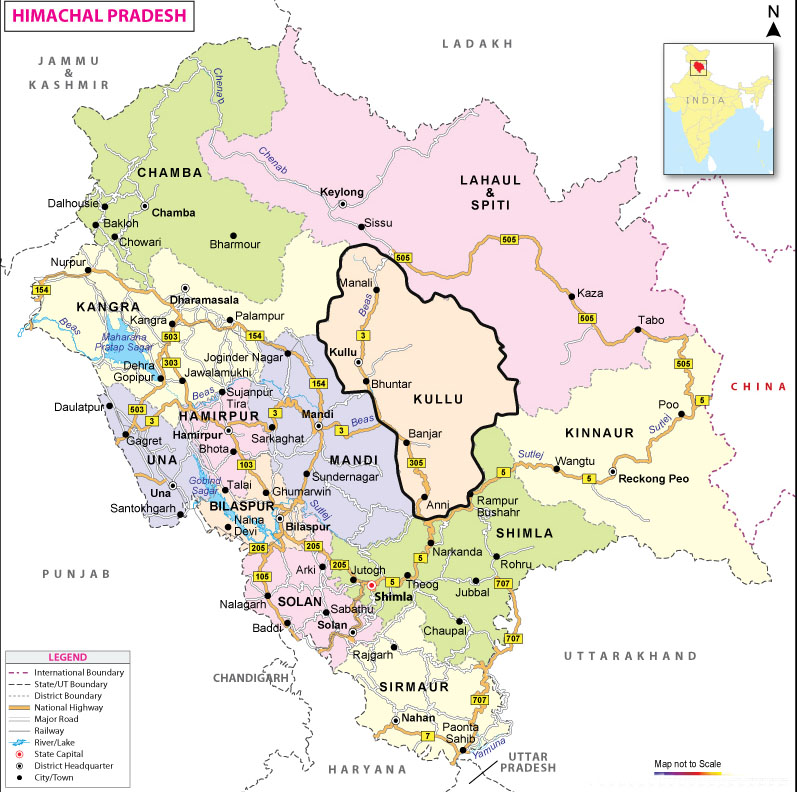 HIMACHAL PRADESH
N
LADAKH
JAMMU
&
KASHMIR
INDIA
Chenab
Chenab
CHAMBA
LAHAUL
&
SPITI
Keylong
Dalhousie
Chamba
Sissu
Bakloh
Chowari
Bharmour
505
505
Nurpur
154
Manali
Dharamasala
Kaza
KANGRA
Beas
Beas
Kangra
Palampur
505
Tabo
Maharana
Pratap Sagar
503
154
3
Joginder Nagar
Kullu
505
Dehra
Gopipur
303
Jawalamukhi
154
Bhuntar
CHINA
Daulatpur
Beas
Sujanpur
Tira
KULLU
5
Poo
503
3
HAMIRPUR
3
Mandi
3
Beas
Sutlej
Gagret
Hamirpur
Sarkaghat
Banjar
KINNAUR
Bhota
UNA
103
MANDI
305
Sutlej
Wangtu
5
5
Reckong Peo
Una
Gobind
Sagar
Talai
Sundernagar
Ghumarwin
Anni
Rampur
Bushahr
Santokhgarh
BILASPUR
Sutlej
Naina
Devi
Bilaspur
SHIMLA
205
205
Narkanda
Rohru
PUNJAB
105
Arki
205
Jutogh
5
5
Theog
707
Jubbal
Shimla
Nalagarh
SOLAN
Sabathu
Baddi
Solan
Chaupal
707
Rajgarh
UTTARAKHAND
CHANDIGARH
SIRMAUR
707
Nahan
7
Paonta
Sahib
Yamuna
HARYANA
UTTAR
PRADESH
LEGEND
International Boundary
State/UT Boundary
District Boundary
National Highway
Major Road
Railway
River/Lake
State Capital
District Headquarter
City/Town
Map not to Scale